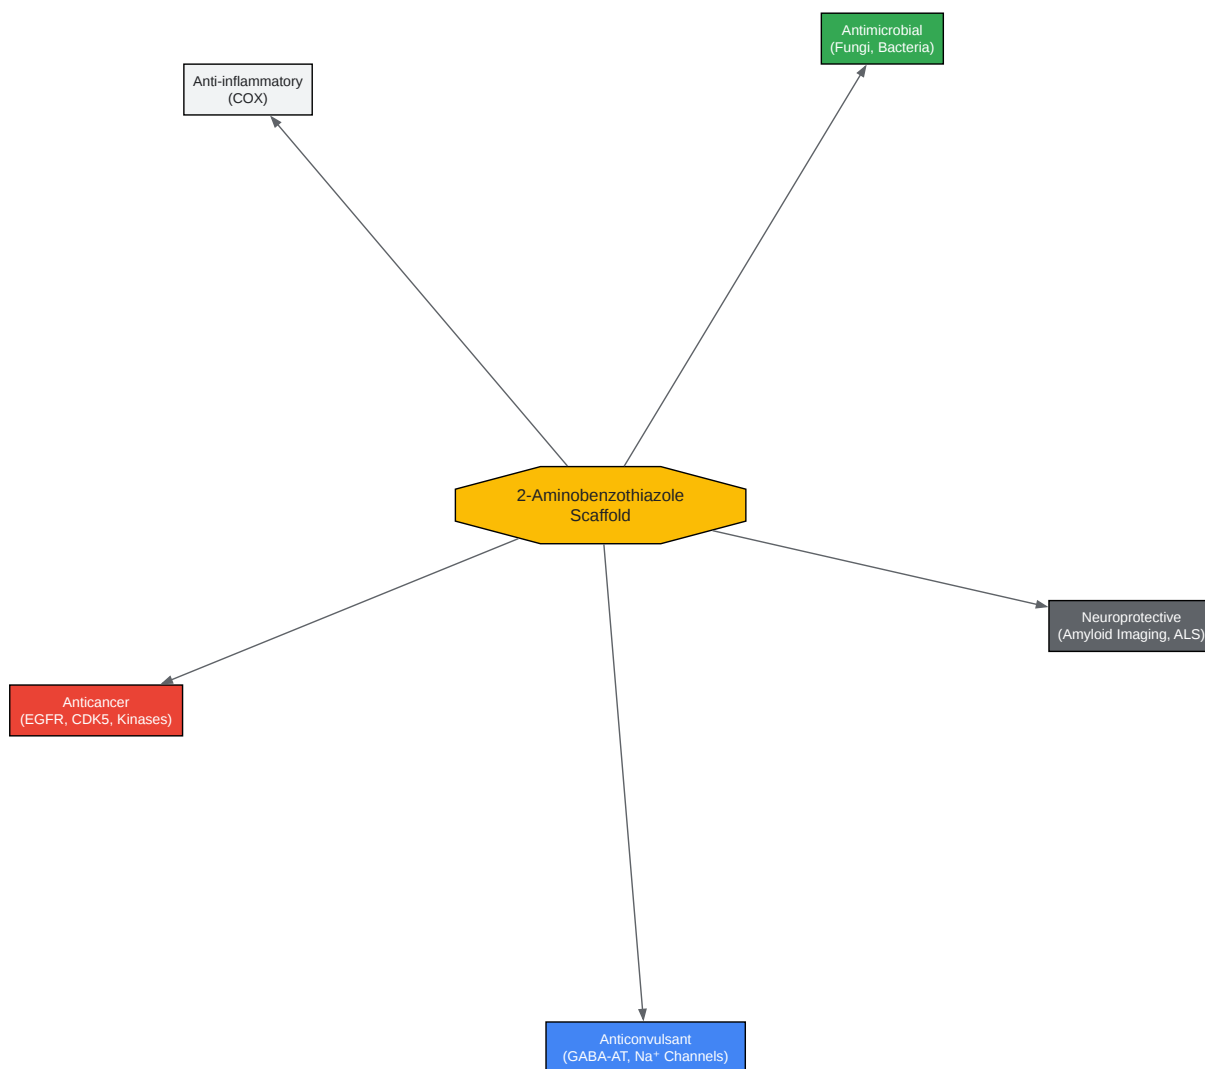 Antimicrobial
(Fungi, Bacteria)
Anti-inflammatory
(COX)
2-Aminobenzothiazole
Scaffold
Neuroprotective
(Amyloid Imaging, ALS)
Anticancer
(EGFR, CDK5, Kinases)
Anticonvulsant
(GABA-AT, Na⁺ Channels)